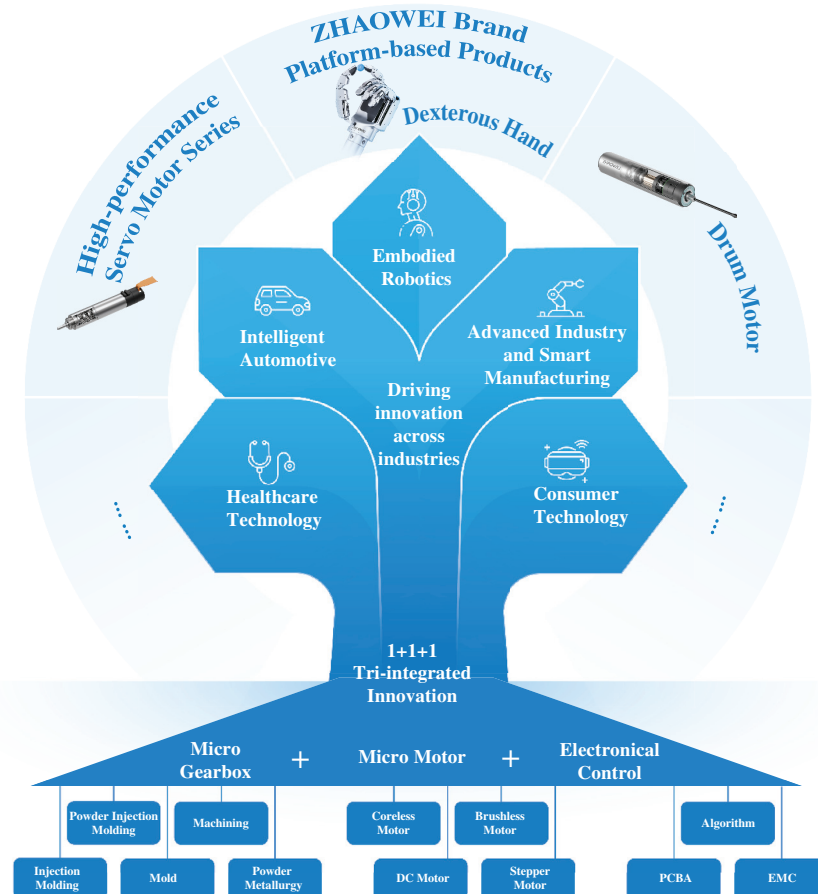 ZHAOWEI Brand
Platform-based Products
High-performance
Servo Motor Series
Dexterous Hand
Drum Motor
Embodied
Robotics
Intelligent
Automotive
Advanced Industry
and Smart
Manufacturing
Driving
innovation
across
industries
Healthcare
Technology
Consumer
Technology
1+1+1
Tri-integrated
Innovation
Micro
Gearbox
+
Micro Motor
+
Electronical
Control
Powder Injection
Molding
Machining
Coreless
Motor
Brushless
Motor
Algorithm
Injection
Molding
Mold
Powder
Metallurgy
DC Motor
Stepper
Motor
PCBA
EMC